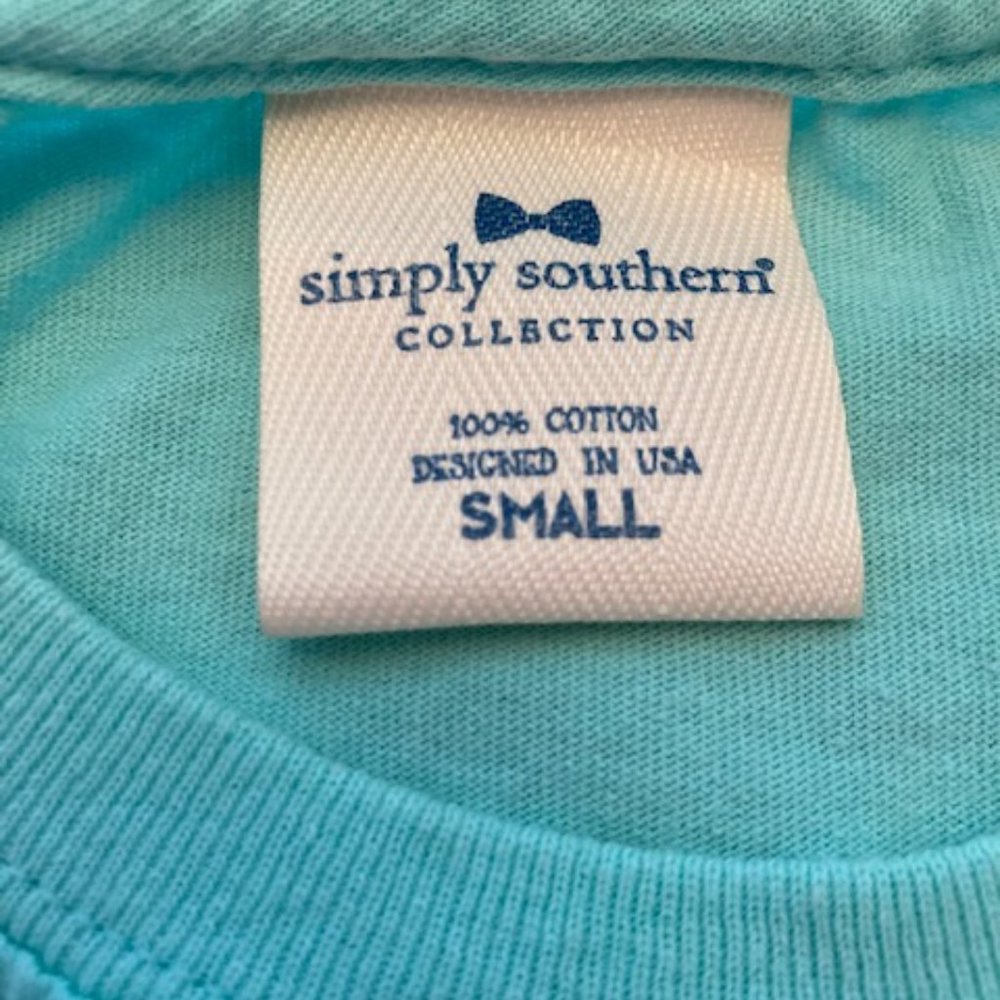 simply southern®
COLLECTION
100% COTTON
DESIGNED IN USA
SMALL